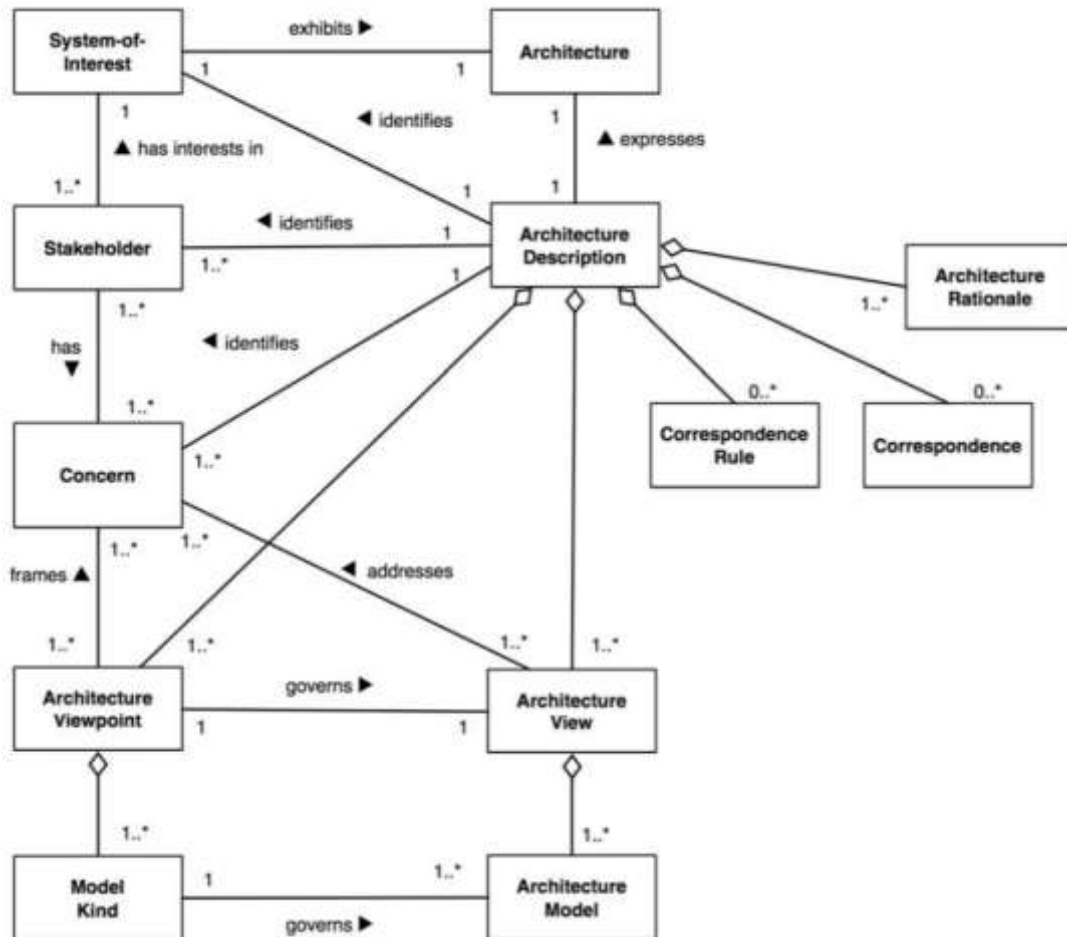 System-of-
Interest
exhibits ▶
Architecture
1
1
1
◀ identifies
1
▲ has interests in
▲ expresses
1..*
1
1
Stakeholder
◀ identifies
1
1..*
Architecture
Description
1
Architecture
Rationale
1..*
1..*
has
▼
◀ identifies
1..*
0..*
0..*
Concern
1..*
Correspondence
Rule
Correspondence
1..*
1..*
frames ▲
◀ addresses
1..*
1..*
1..*
1..*
Architecture
Viewpoint
governs ▶
1
1
Architecture
View
1..*
1..*
Model
Kind
1
1..*
governs ▶
Architecture
Model